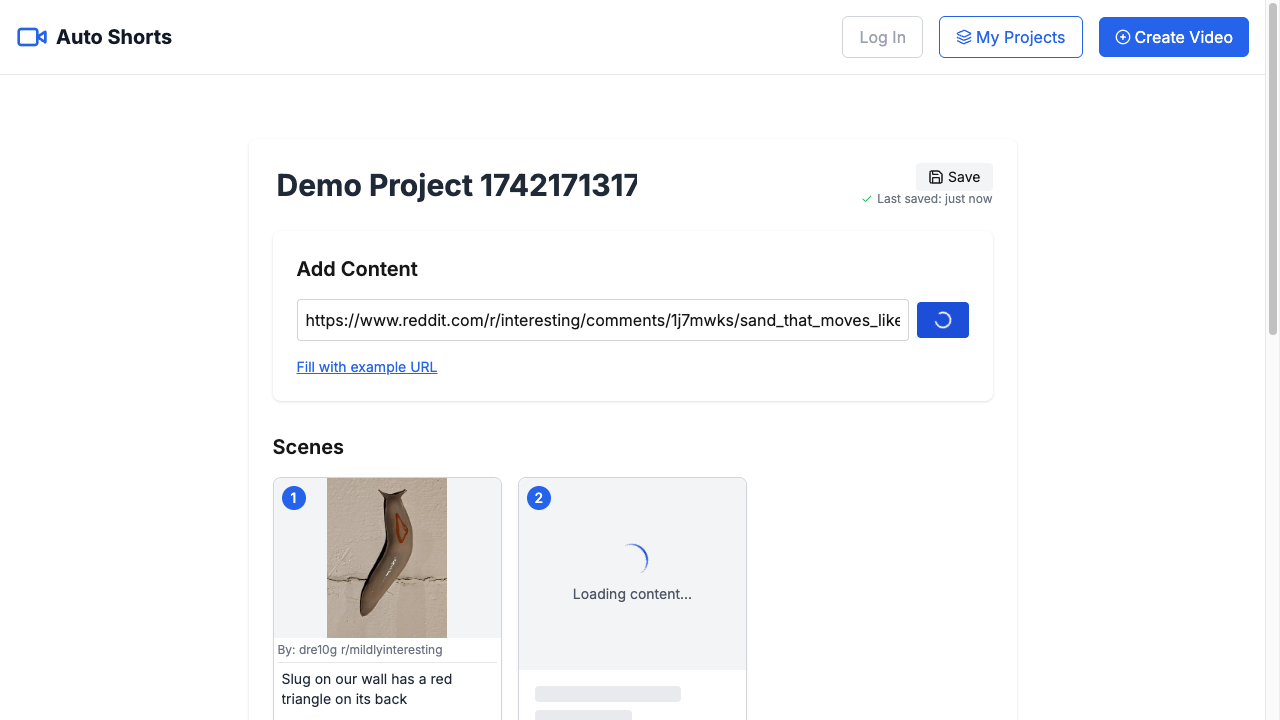 Auto Shorts
Log In
My Projects
Create Video
Demo Project 1742171317
Save
Last saved: just now
Add Content
https://www.reddit.com/r/interesting/comments/1j7mwks/sand_that_moves_like
Fill with example URL
Scenes
1
2
Loading content...
By: dre10g r/mildlyinteresting
Slug on our wall has a red
triangle on its back